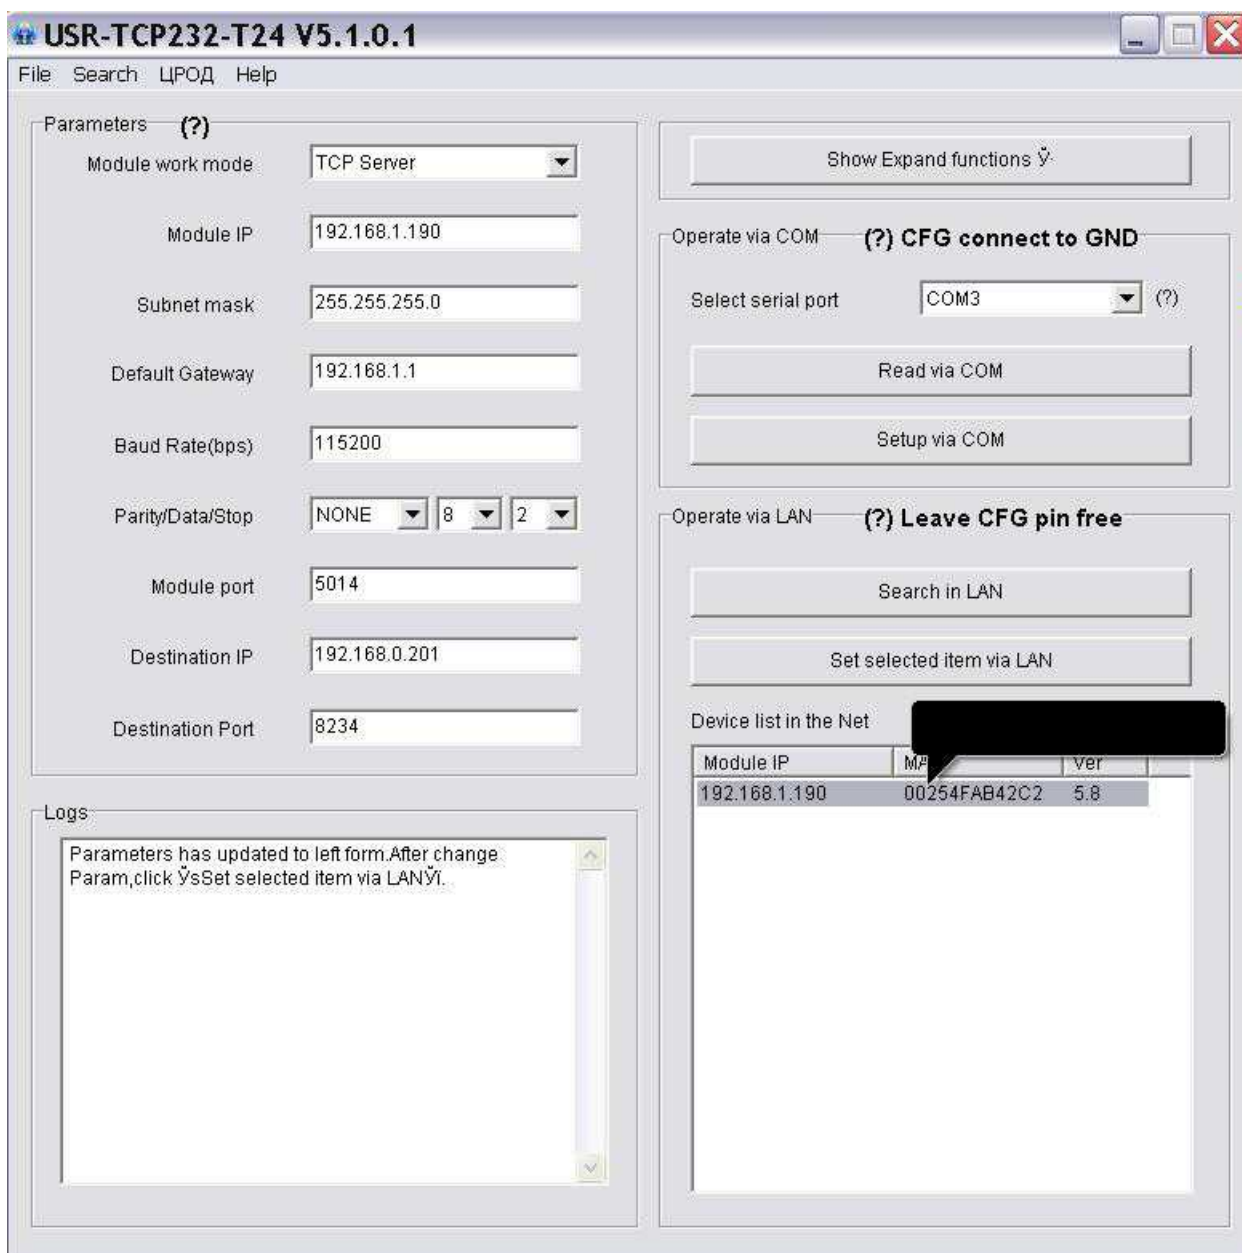 USR-TCP232-T24 V5.1.0.1
File Search ЦРОД Help
Parameters (?)
Module work mode TCP Server
Module IP 192.168.1.190
Subnet mask 255.255.255.0
Default Gateway 192.168.1.1
Baud Rate(bps) 115200
Parity/Data/Stop NONE 8 2
Module port 5014
Destination IP 192.168.0.201
Destination Port 8234
Logs
Parameters has updated to left form.After change
Param,click ЎsSet selected item via LANЎї.
Show Expand functions Ў·
Operate via COM (?) CFG connect to GND
Select serial port COM3 (?)
Read via COM
Setup via COM
Operate via LAN (?) Leave CFG pin free
Search in LAN
Set selected item via LAN
Device list in the Net
Module IP Ver
192.168.1.190 00254FAB42C2 5.8